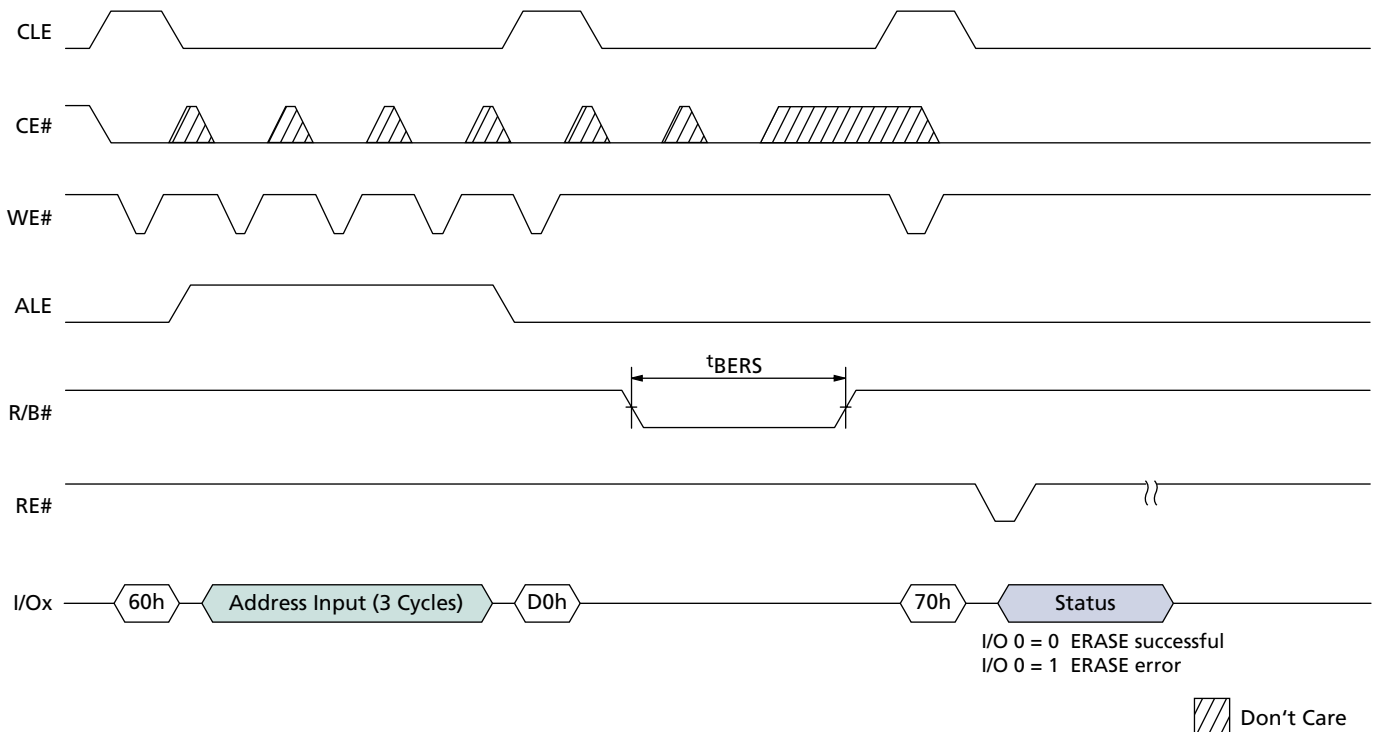 CLE
CE#
WE#
ALE
tBERS
R/B#
RE#
I/Ox 60h Address Input (3 Cycles) D0h 70h Status
I/O 0 = 0 ERASE successful
I/O 0 = 1 ERASE error
Don't Care